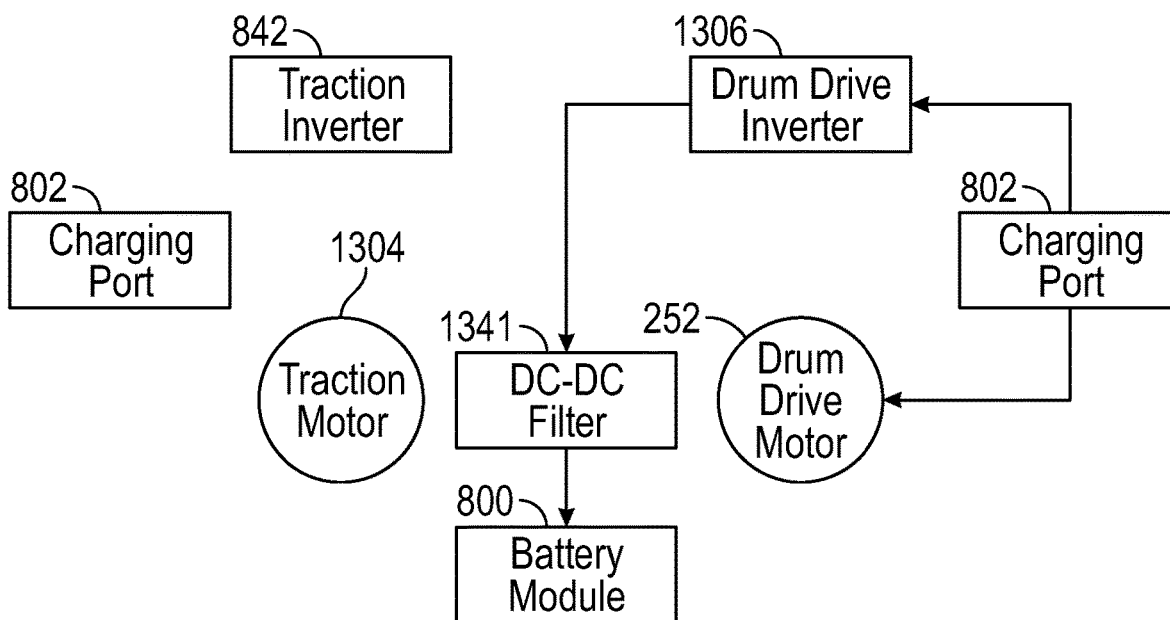 842
Traction
Inverter
1306
Drum Drive
Inverter
802
Charging
Port
802
Charging
Port
1304
Traction
Motor
1341
DC-DC
Filter
252
Drum
Drive
Motor
800
Battery
Module